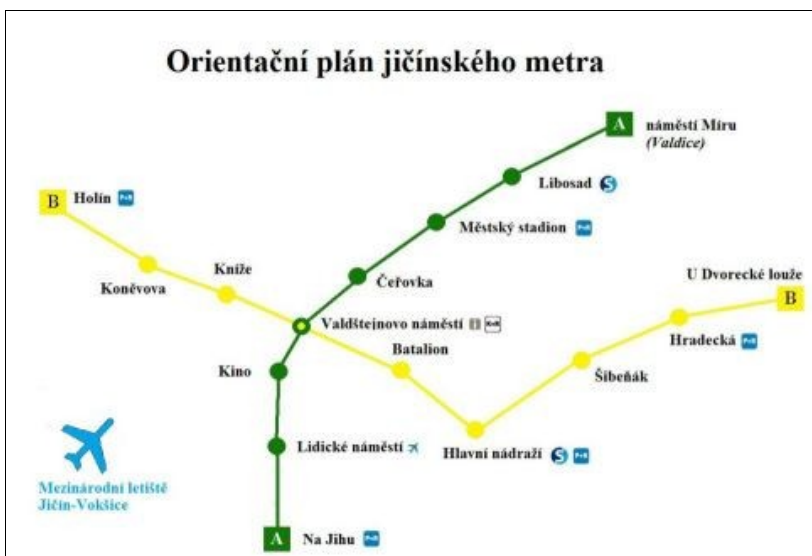 Orientační plán jičínského metra
A
náměstí Míru
(Valdice)
Libosad S
B
Holín P+R
Městský stadion P+R
Kníže
Koněvova
Čeřovka
U Dvorecké louže
B
Valdštejnovo náměstí i K+R
Hradecká P+R
Batalion
Kino
Šibeňák
Lidické náměstí
Hlavní nádraží S P+R
Mezinárodní letiště
Jičín-Vokšice
A
Na Jihu P+R